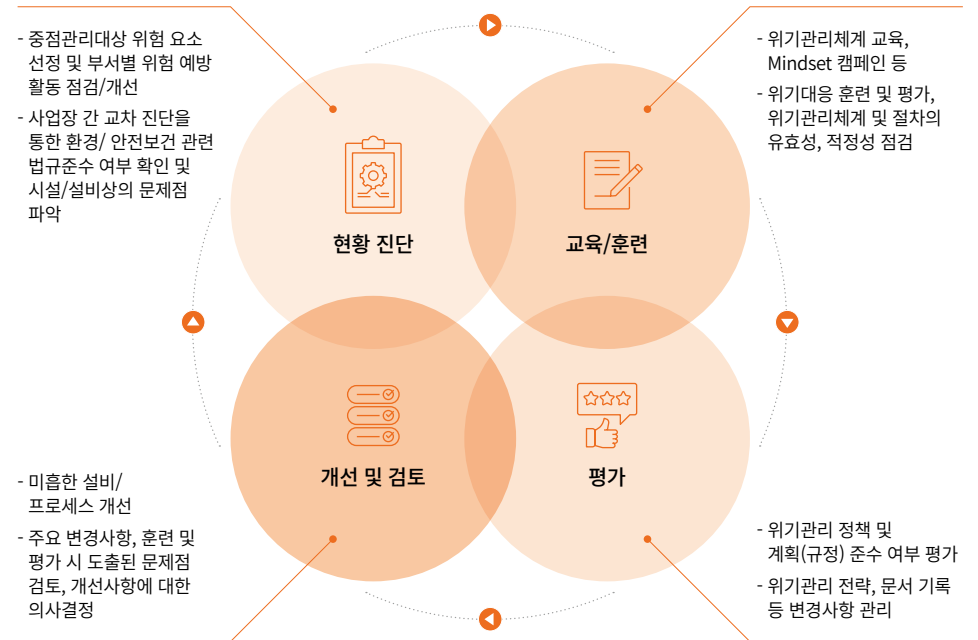 - 중점관리대상 위험 요소
선정 및 부서별 위험 예방
활동 점검/개선
- 사업장 간 교차 진단을
통한 환경/ 안전보건 관련
법규준수 여부 확인 및
시설/설비상의 문제점
파악
현황 진단
- 위기관리체계 교육,
Mindset 캠페인 등
- 위기대응 훈련 및 평가,
위기관리체계 및 절차의
유효성, 적정성 점검
교육/훈련
- 미흡한 설비/
프로세스 개선
- 주요 변경사항, 훈련 및
평가 시 도출된 문제점
검토, 개선사항에 대한
의사결정
개선 및 검토
평가
- 위기관리 정책 및
계획(규정) 준수 여부 평가
- 위기관리 전략, 문서 기록
등 변경사항 관리